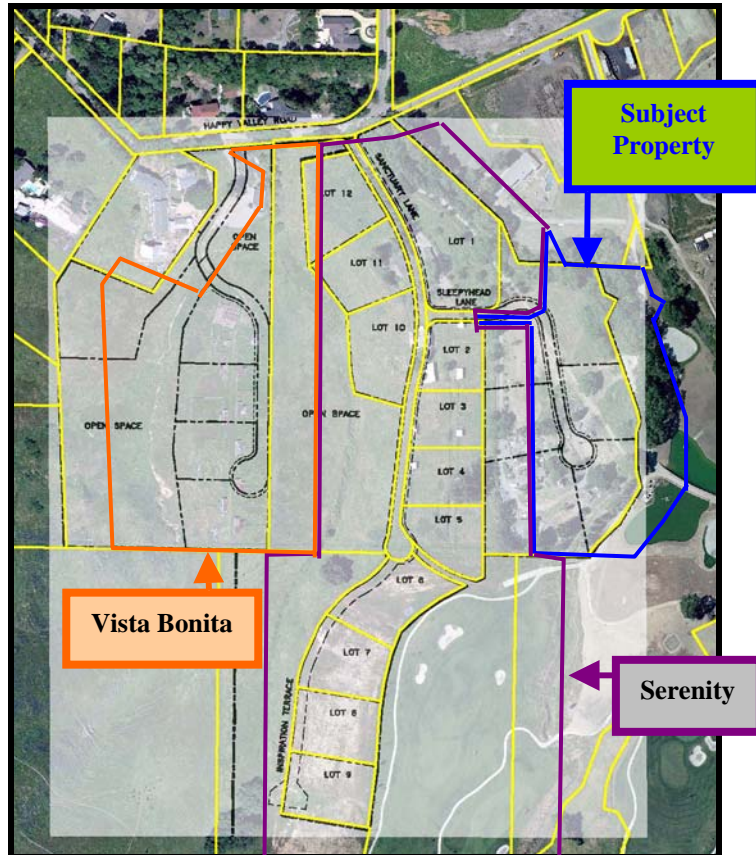 Subject
Property
HAPPY VALLEY ROAD
SANCTUARY LANE
LOT 12
LOT 1
OPEN
SPACE
LOT 11
SLEEPYHEAD
LANE
LOT 10
LOT 2
OPEN SPACE
OPEN SPACE
LOT 3
LOT 4
LOT 5
LOT 6
Vista Bonita
LOT 7
Serenity
INSPIRATION TERRACE
LOT 8
LOT 9